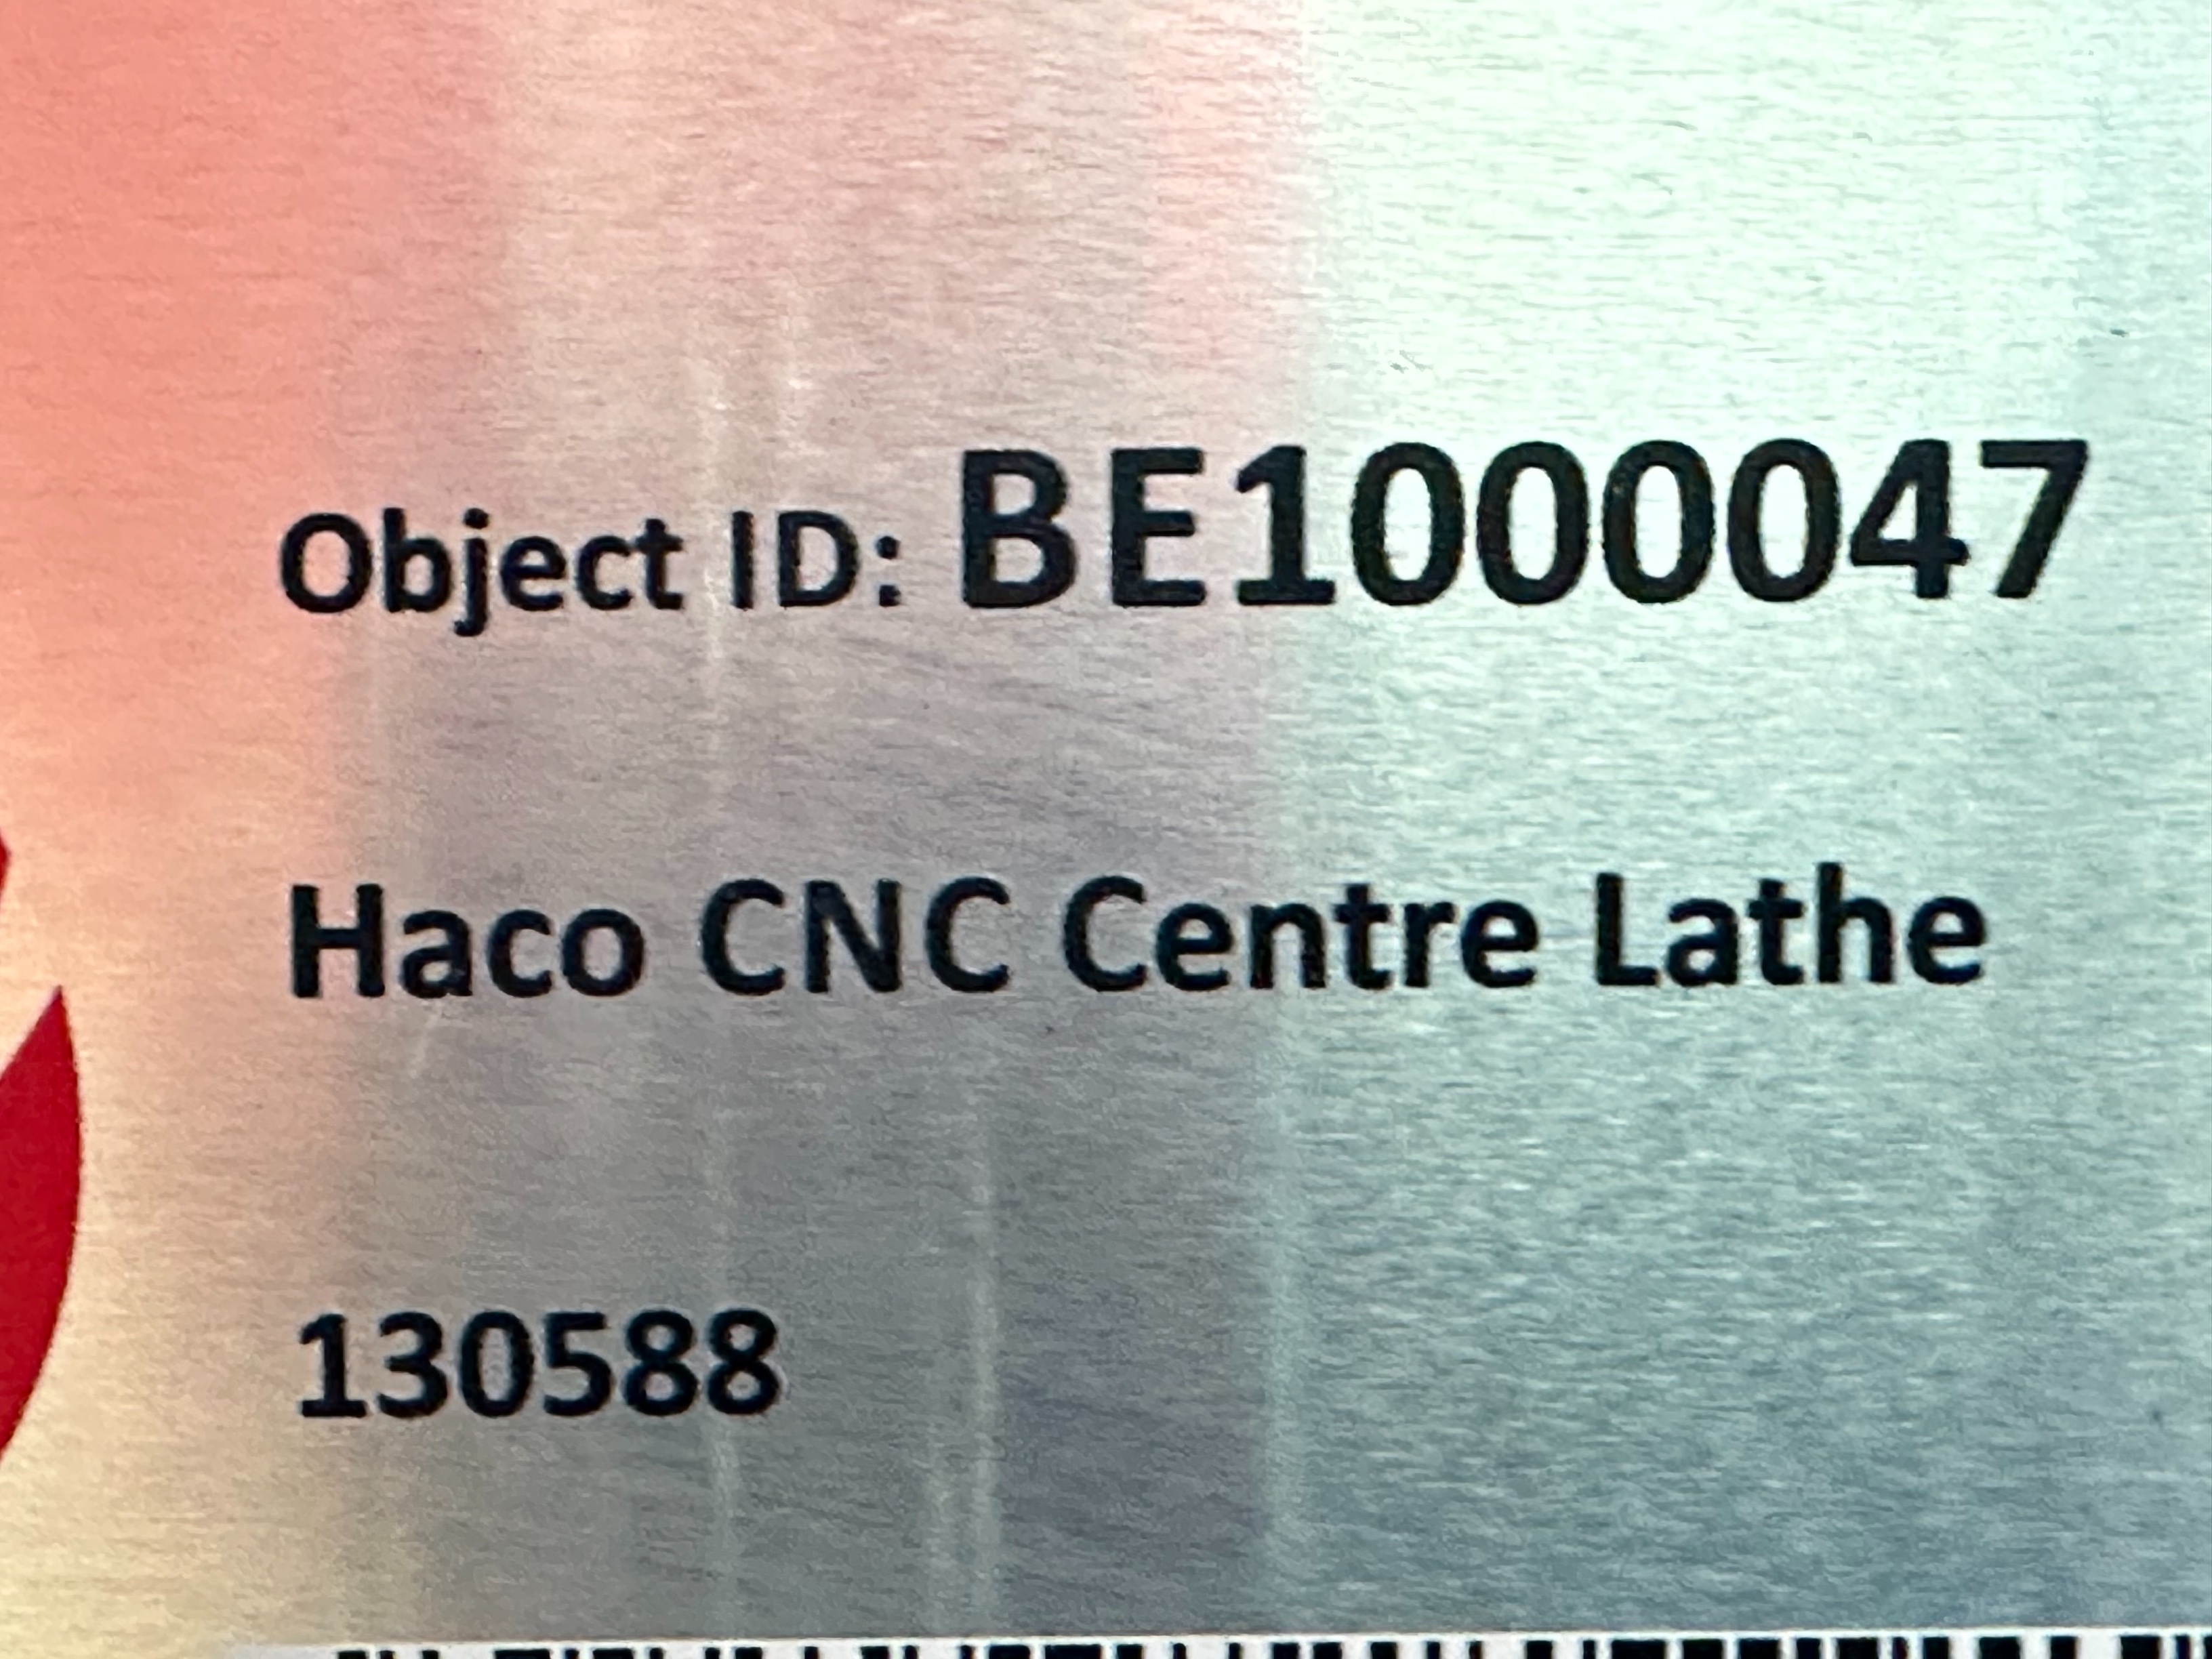 Object ID: BE1000047
Haco CNC Centre Lathe
130588